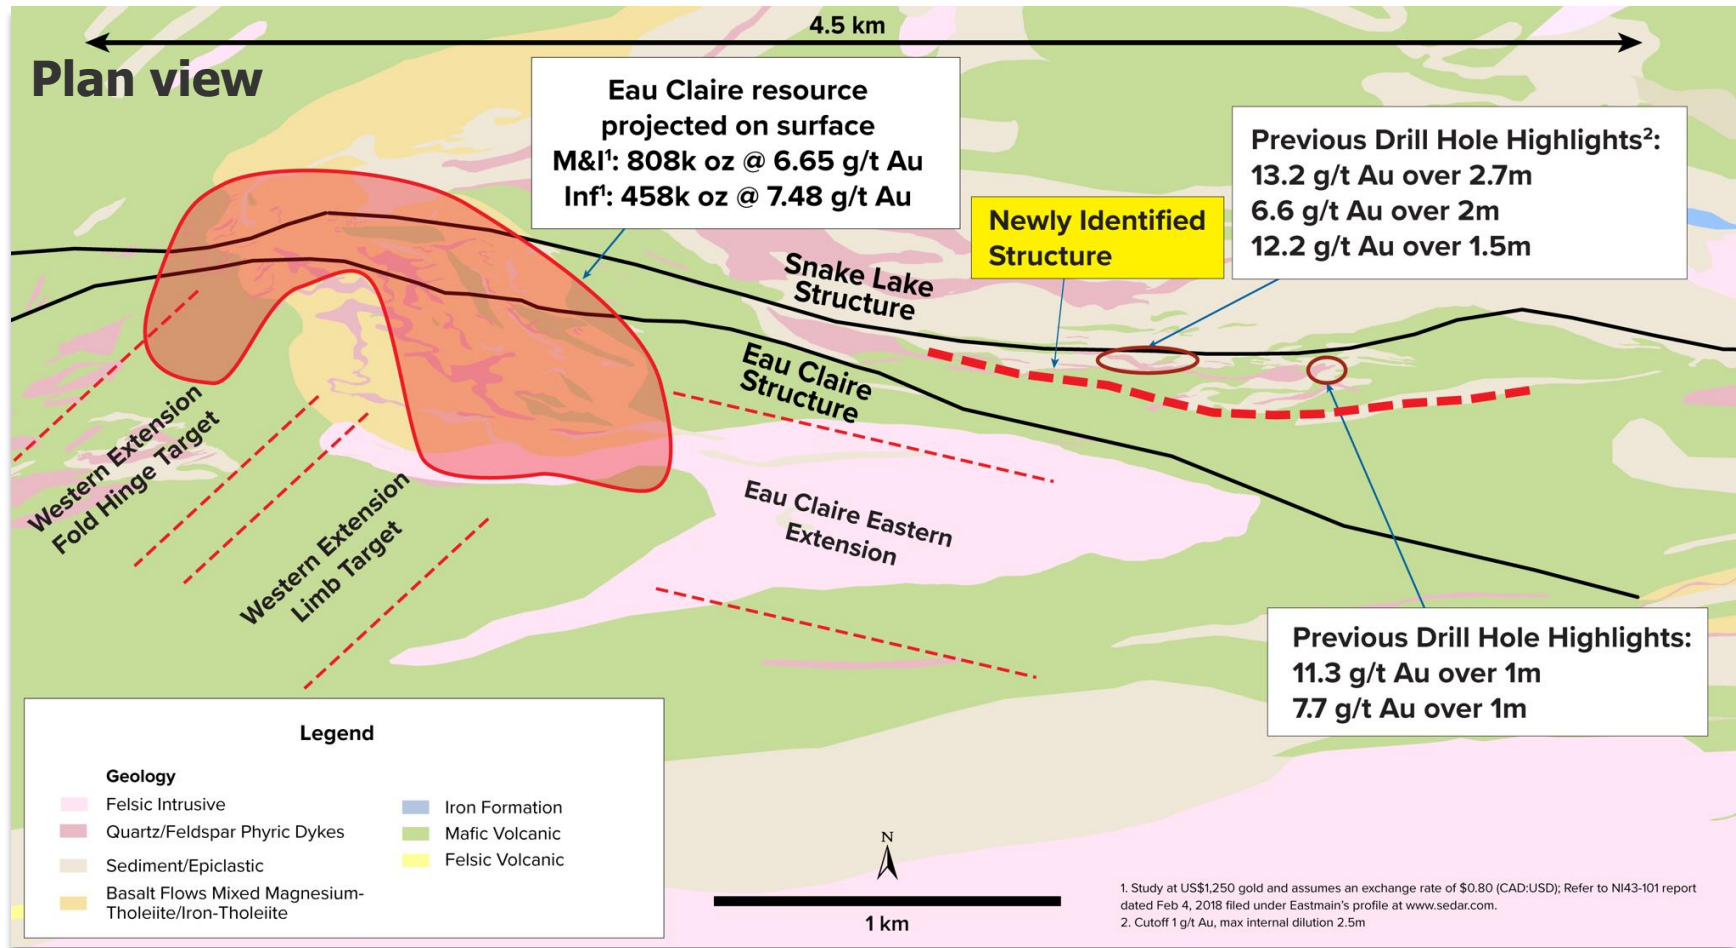 4.5 km
Plan view
Eau Claire resource
projected on surface
M&I¹: 808k oz @ 6.65 g/t Au
Inf¹: 458k oz @ 7.48 g/t Au
Previous Drill Hole Highlights²:
13.2 g/t Au over 2.7m
6.6 g/t Au over 2m
12.2 g/t Au over 1.5m
Newly Identified
Structure
Snake Lake
Structure
Eau Claire
Structure
Western Extension
Fold Hinge Target
Western Extension
Limb Target
Eau Claire Eastern
Extension
Previous Drill Hole Highlights:
11.3 g/t Au over 1m
7.7 g/t Au over 1m
Legend
Geology
Felsic Intrusive
Quartz/Feldspar Phyric Dykes
Sediment/Epiclastic
Basalt Flows Mixed Magnesium-
Tholeiite/Iron-Tholeiite
Iron Formation
Mafic Volcanic
Felsic Volcanic
N
1 km
1. Study at US$1,250 gold and assumes an exchange rate of $0.80 (CAD:USD); Refer to NI43-101 report
dated Feb 4, 2018 filed under Eastmain's profile at www.sedar.com.
2. Cutoff 1 g/t Au, max internal dilution 2.5m